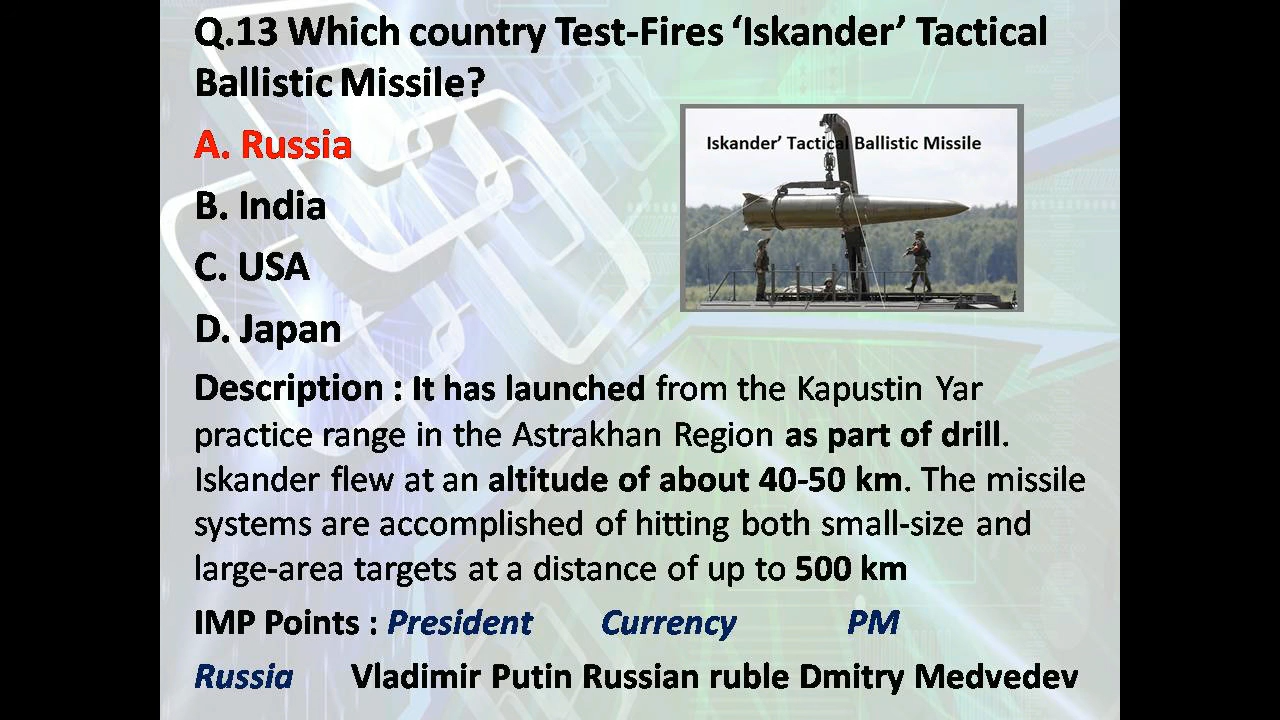 Q.13 Which country Test-Fires ‘Iskander’ Tactical
Ballistic Missile?
A. Russia
Iskander’ Tactical Ballistic Missile
B. India
C. USA
D. Japan
Description : It has launched from the Kapustin Yar
practice range in the Astrakhan Region as part of drill.
Iskander flew at an altitude of about 40-50 km. The missile
systems are accomplished of hitting both small-size and
large-area targets at a distance of up to 500 km
IMP Points : President Currency PM
Russia Vladimir Putin Russian ruble Dmitry Medvedev